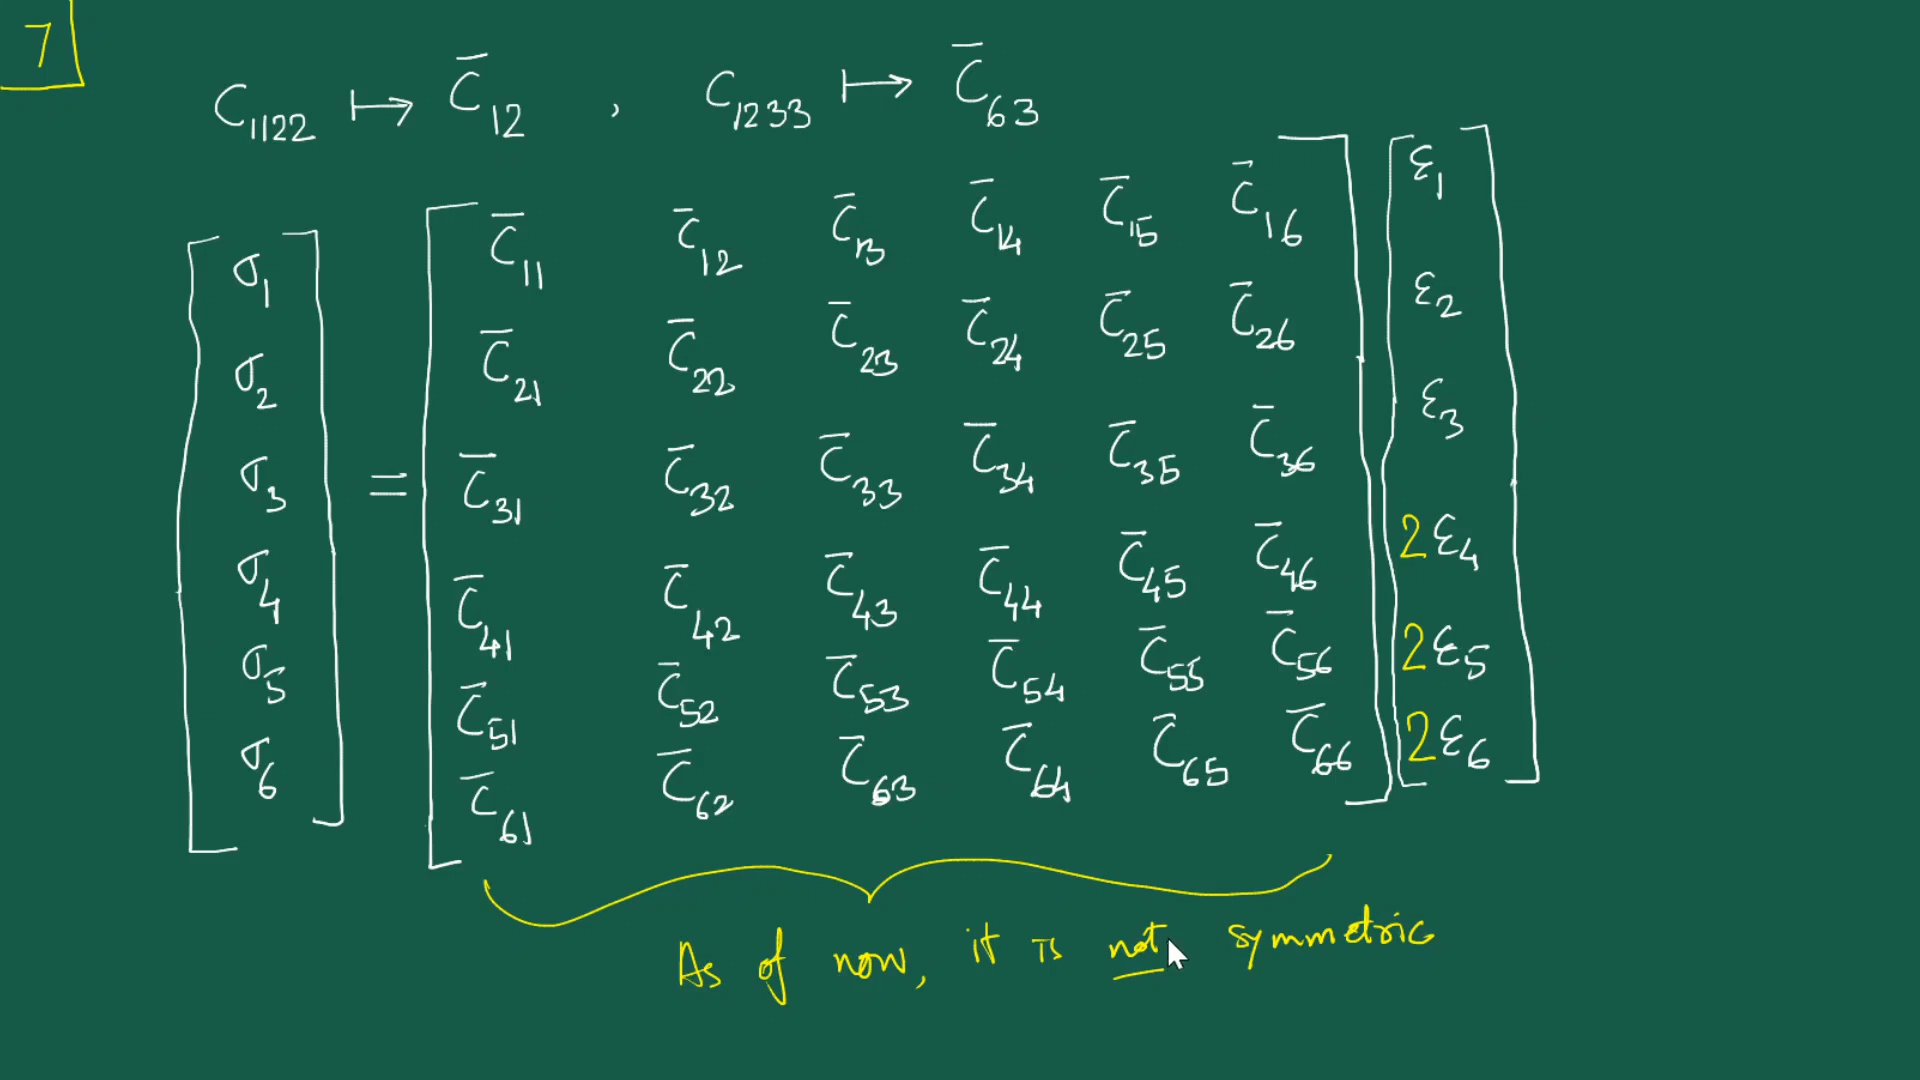 7
C₁₁₂₂ ↦ C̄₁₂ , C₁₂₃₃ ↦ C̄₆₃
[σ₁] = [C̄₁₁ C̄₁₂ C̄₁₃ C̄₁₄ C̄₁₅ C̄₁₆] [ε₁]
[σ₂] [C̄₂₁ C̄₂₂ C̄₂₃ C̄₂₄ C̄₂₅ C̄₂₆] [ε₂]
[σ₃] [C̄₃₁ C̄₃₂ C̄₃₃ C̄₃₄ C̄₃₅ C̄₃₆] [ε₃]
[σ₄] [C̄₄₁ C̄₄₂ C̄₄₃ C̄₄₄ C̄₄₅ C̄₄₆] [2ε₄]
[σ₅] [C̄₅₁ C̄₅₂ C̄₅₃ C̄₅₄ C̄₅₅ C̄₅₆] [2ε₅]
[σ₆] [C̄₆₁ C̄₆₂ C̄₆₃ C̄₆₄ C̄₆₅ C̄₆₆] [2ε₆]
As of now, it is not symmetric